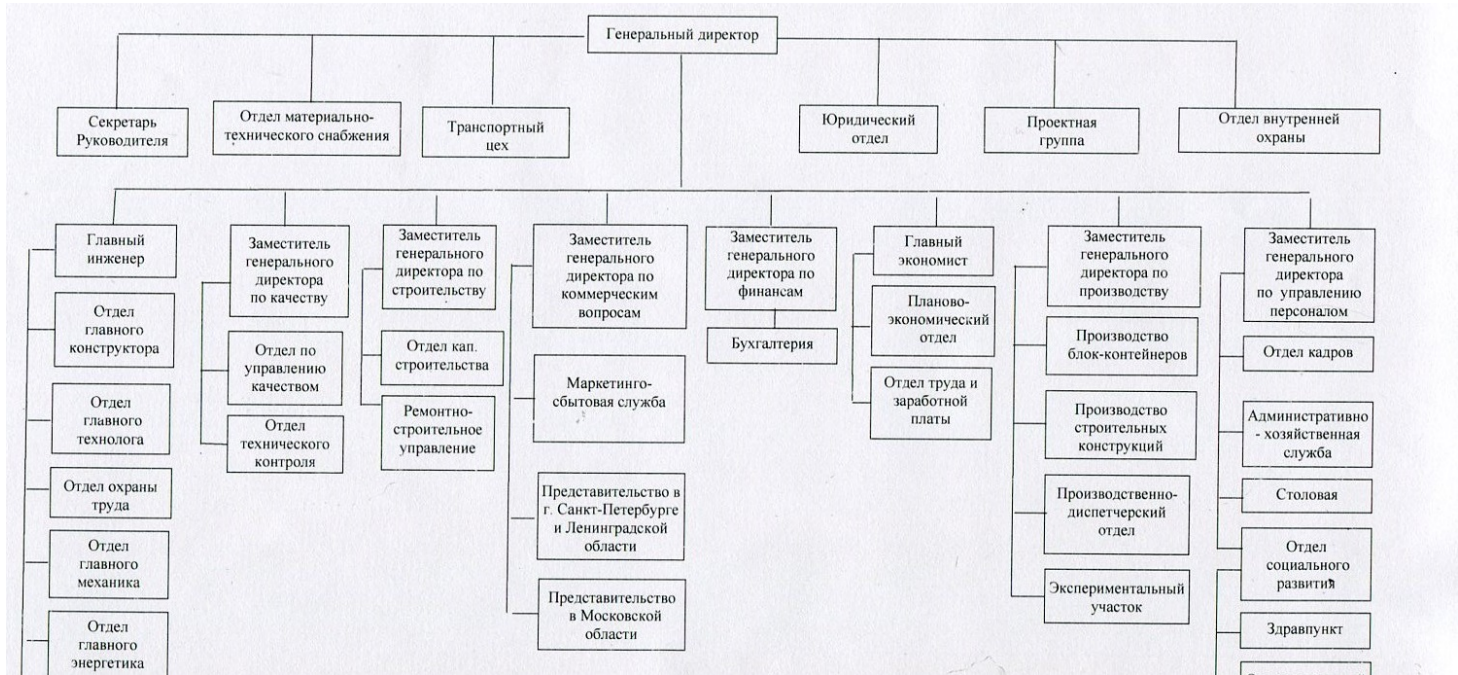 Генеральный директор
Секретарь
Руководителя
Отдел материально-
технического снабжения
Транспортный
цех
Юридический
отдел
Проектная
группа
Отдел внутренней
охраны
Главный
инженер
Отдел
главного
конструктора
Отдел
главного
технолога
Отдел охраны
труда
Отдел
главного
механика
Отдел
главного
энергетика
Заместитель
генерального
директора
по качеству
Отдел по
управлению
качеством
Отдел
технического
контроля
Заместитель
генерального
директора по
строительству
Отдел кап.
строительства
Ремонтно-
строительное
управление
Заместитель
генерального
директора по
коммерческим
вопросам
Маркетинго-
сбытовая служба
Представительство в
г. Санкт-Петербурге
и Ленинградской
области
Представительство
в Московской
области
Заместитель
генерального
директора по
финансам
Бухгалтерия
Главный
экономист
Планово-
экономический
отдел
Отдел труда и
заработной
платы
Заместитель
генерального
директора по
производству
Производство
блок-контейнеров
Производство
строительных
конструкций
Производственно-
диспетчерский
отдел
Экспериментальный
участок
Заместитель
генерального
директора
по управлению
персоналом
Отдел кадров
Административно
- хозяйственная
служба
Столовая
Отдел
социального
развития
Здравпункт